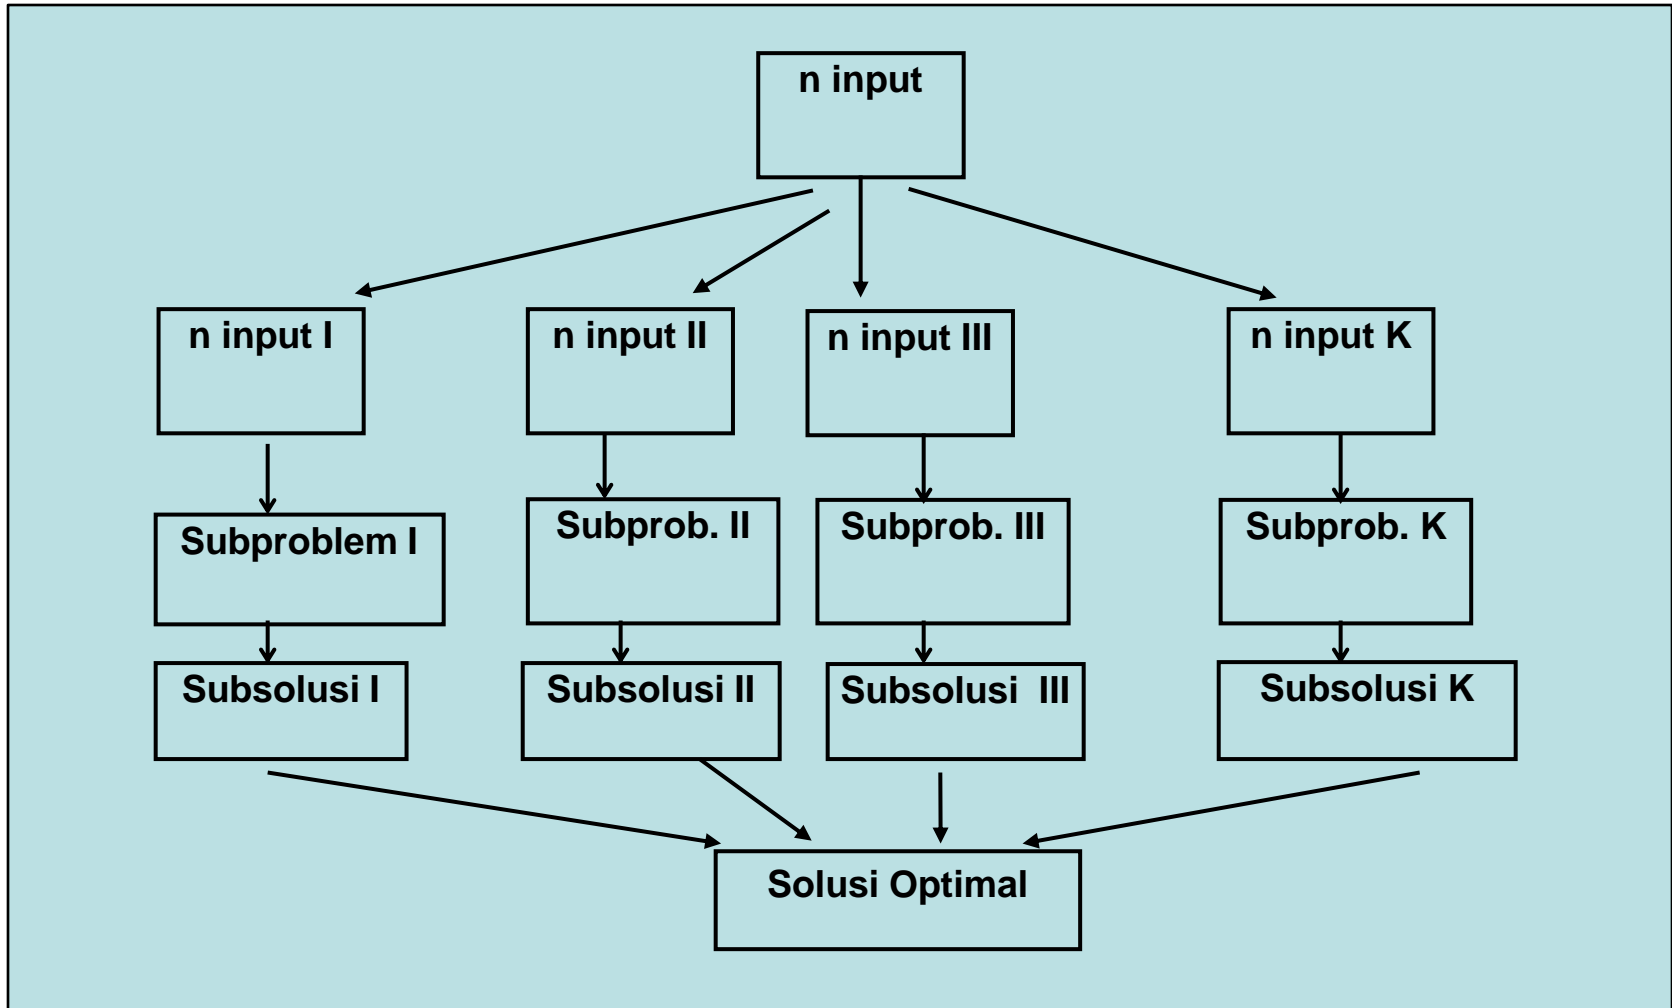 n input
n input I
n input II
n input III
n input K
Subproblem I
Subprob. II
Subprob. III
Subprob. K
Subsolusi I
Subsolusi II
Subsolusi III
Subsolusi K
Solusi Optimal